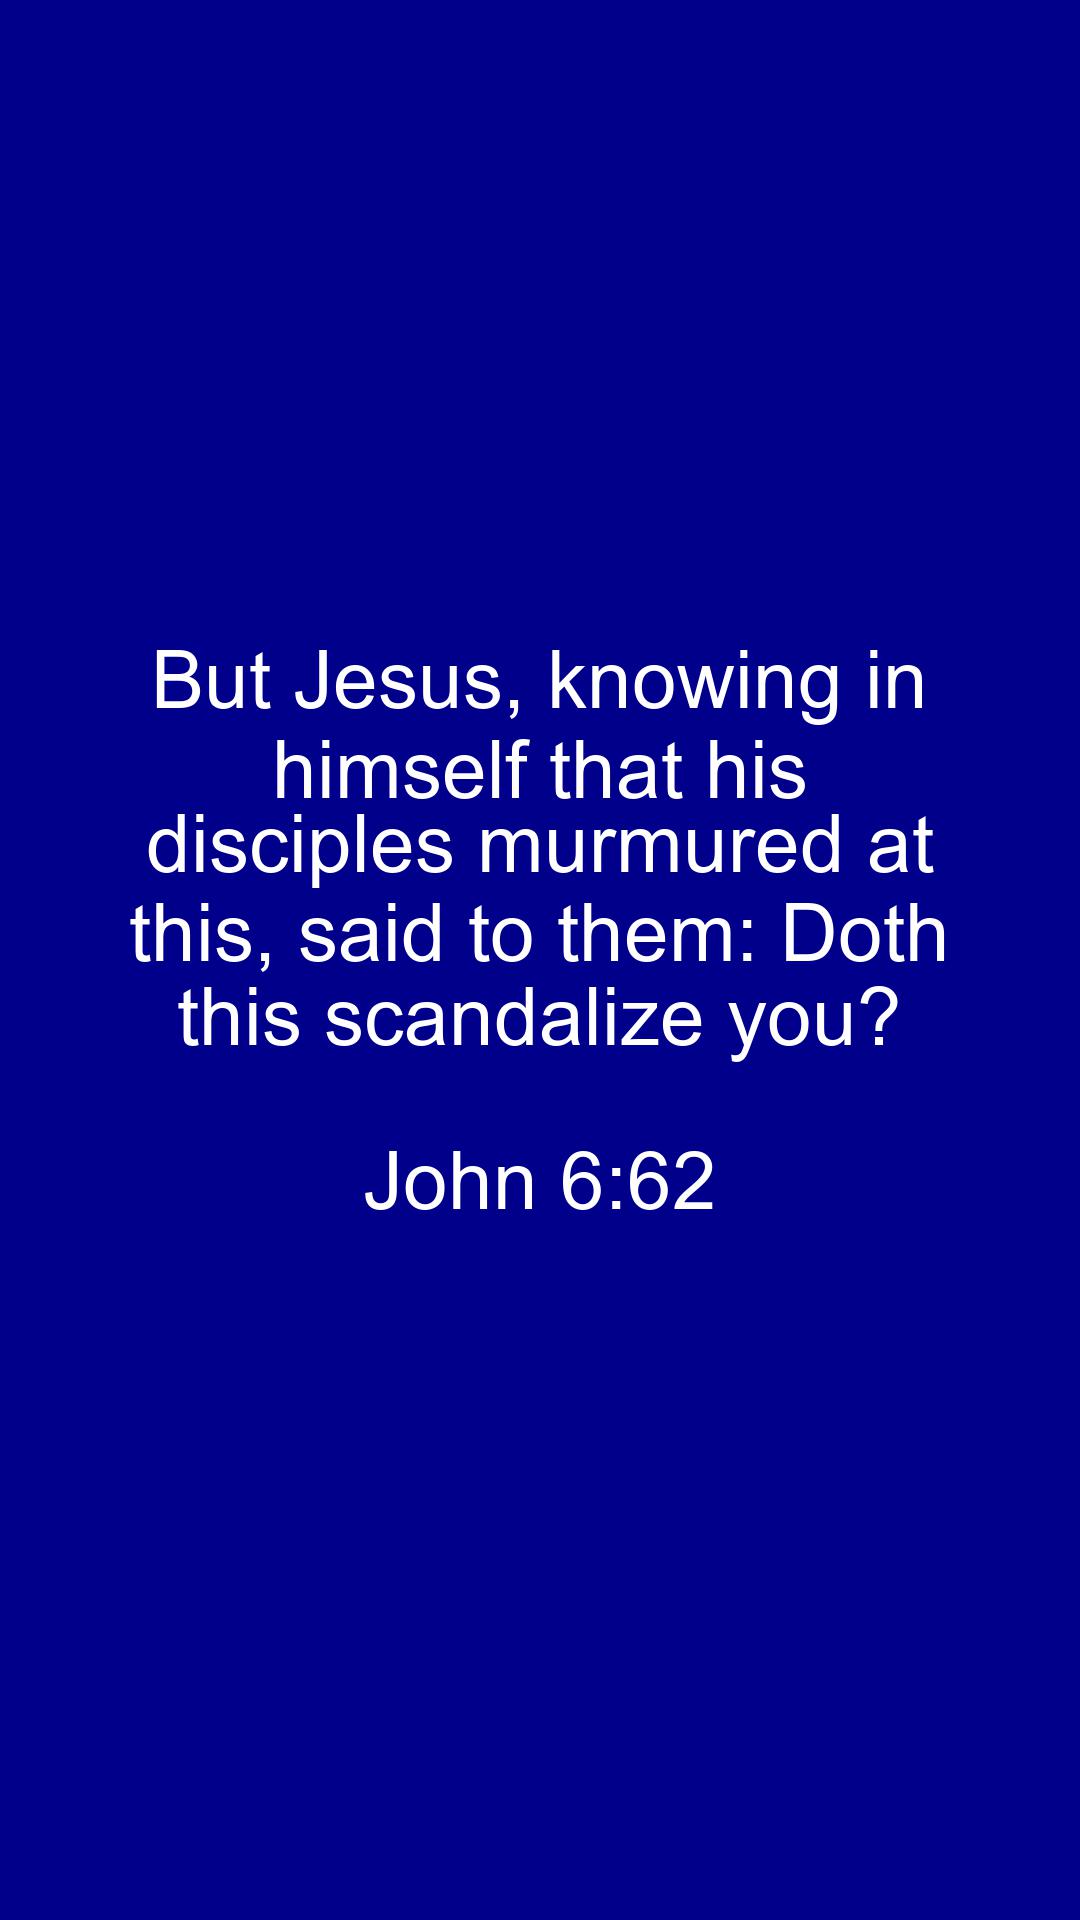 But Jesus, knowing in
himself that his
disciples murmured at
this, said to them: Doth
this scandalize you?
John 6:62